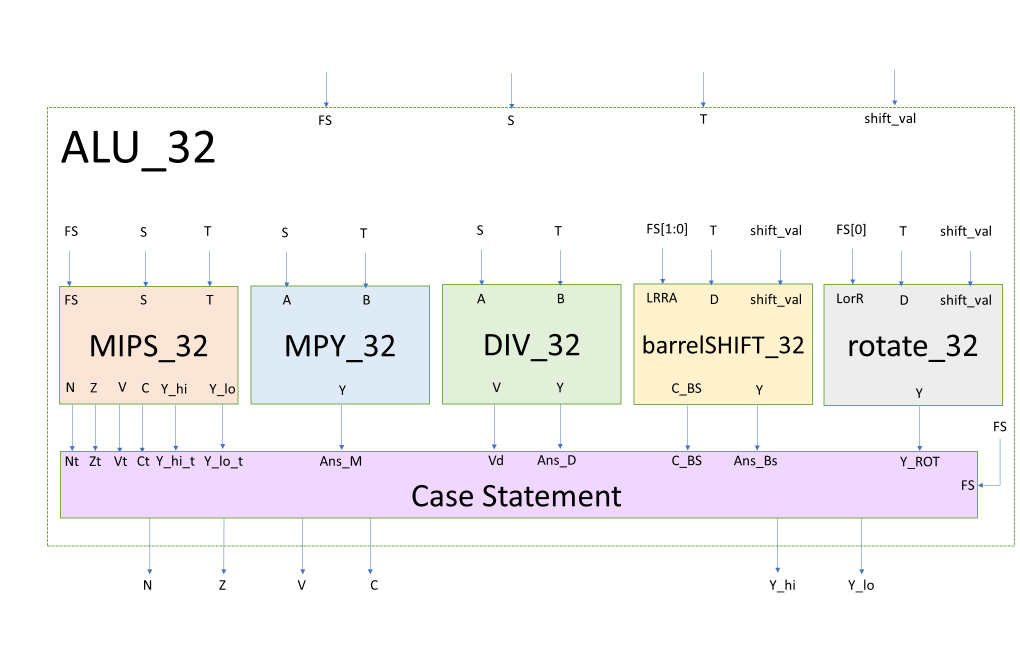 FS S T shift_val
ALU_32
FS S T S T S T FS[1:0] T shift_val FS[0] T shift_val
FS S T A B A B LRRA D shift_val LorR D shift_val
MIPS_32 MPY_32 DIV_32 barrelSHIFT_32 rotate_32
N Z V C Y_hi Y_lo Y V Y C_BS Y Y
FS
Nt Zt Vt Ct Y_hi_t Y_lo_t Ans_M Vd Ans_D C_BS Ans_Bs Y_ROT
FS
Case Statement
N Z V C Y_hi Y_lo